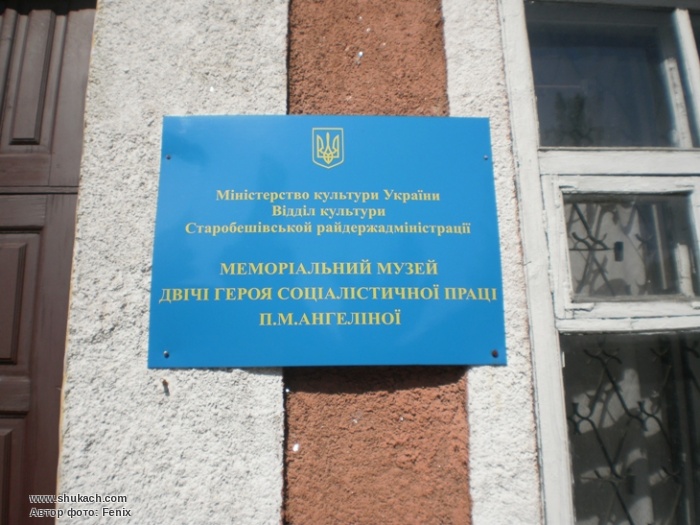 Міністерство культури України
Відділ культури
Старобешівської райдержадміністрації
МЕМОРІАЛЬНИЙ МУЗЕЙ
ДВІЧІ ГЕРОЯ СОЦІАЛІСТИЧНОЇ ПРАЦІ
П.М.АНГЕЛІНОЇ
www.shukach.com
Автор фото: Fenix